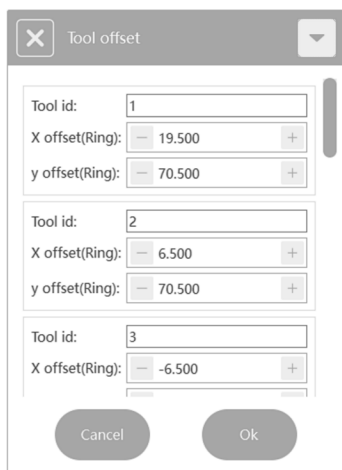 Tool offset
Tool id: 1
X offset(Ring): − 19.500 +
y offset(Ring): − 70.500 +
Tool id: 2
X offset(Ring): − 6.500 +
y offset(Ring): − 70.500 +
Tool id: 3
X offset(Ring): − -6.500 +
Cancel Ok